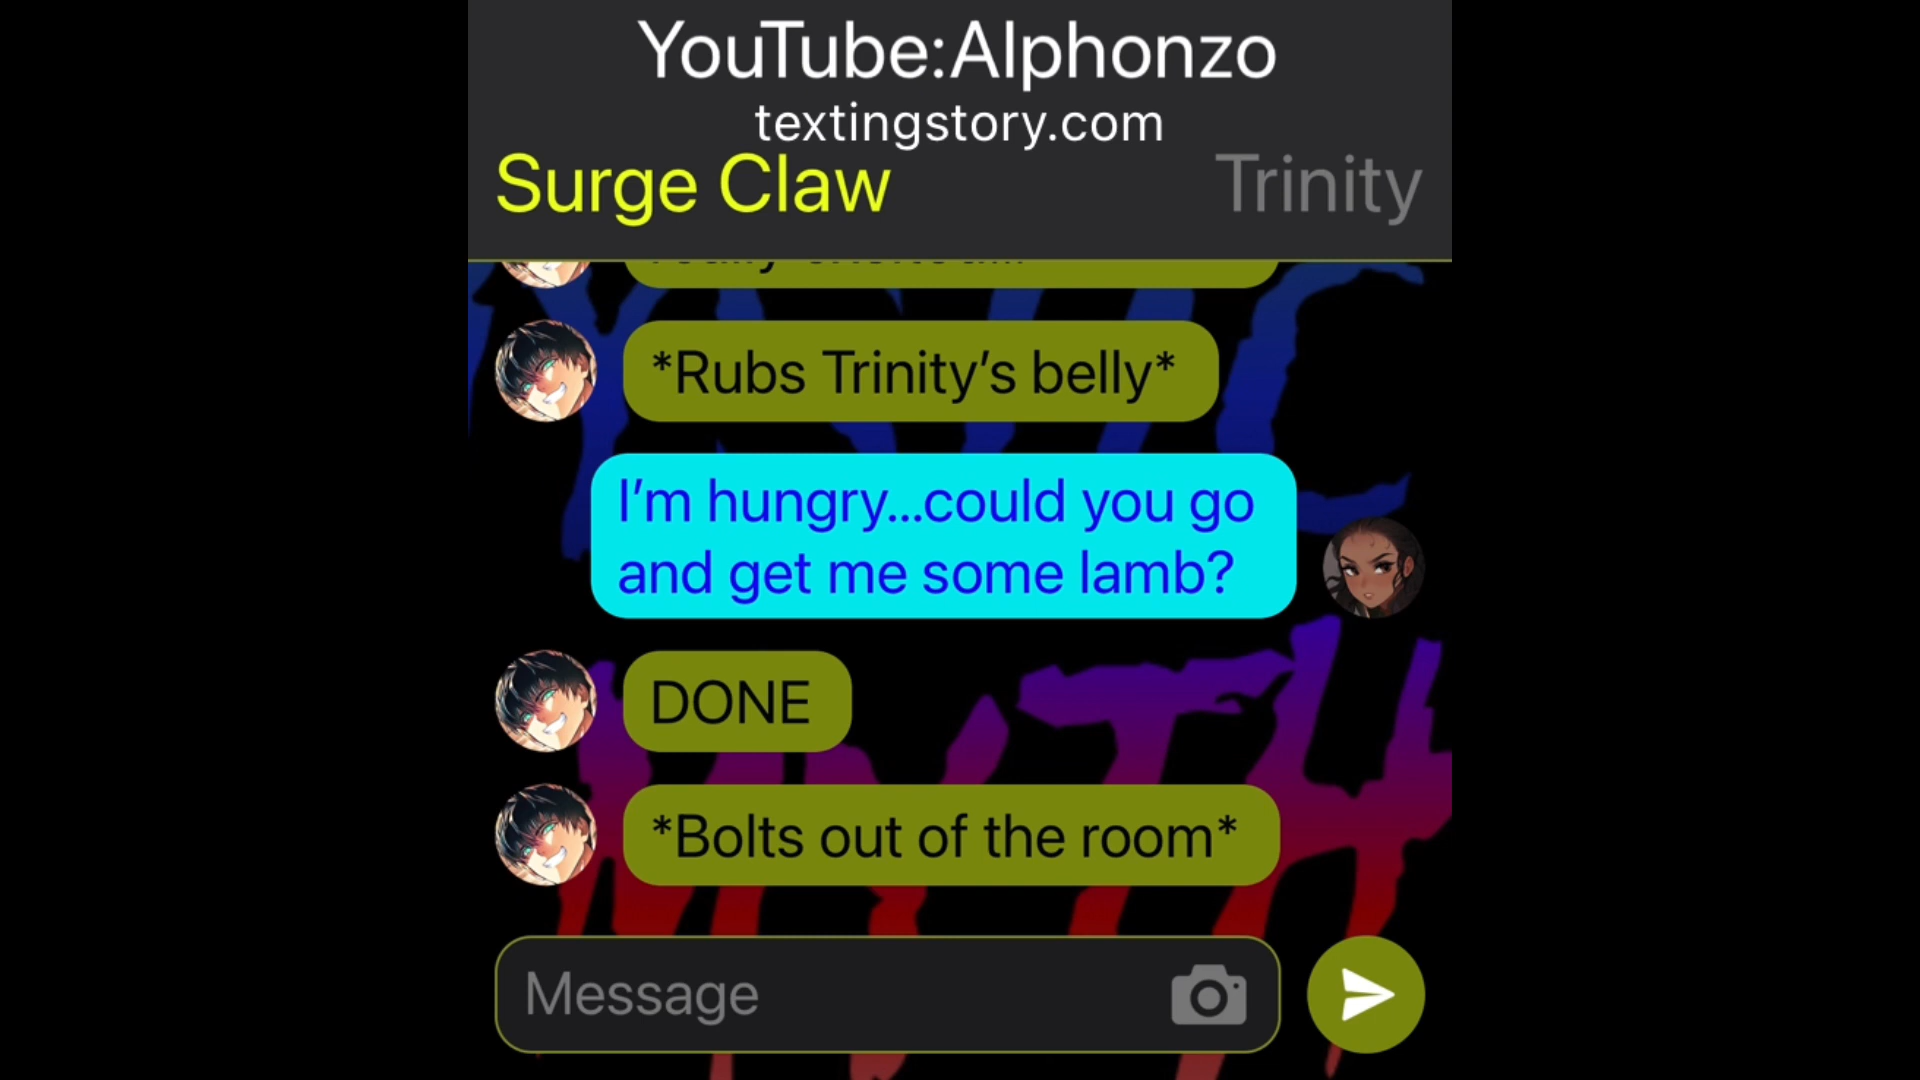 YouTube:Alphonzo
textingstory.com
Surge Claw
Trinity
*Rubs Trinity’s belly*
I’m hungry...could you go
and get me some lamb?
DONE
*Bolts out of the room*
Message